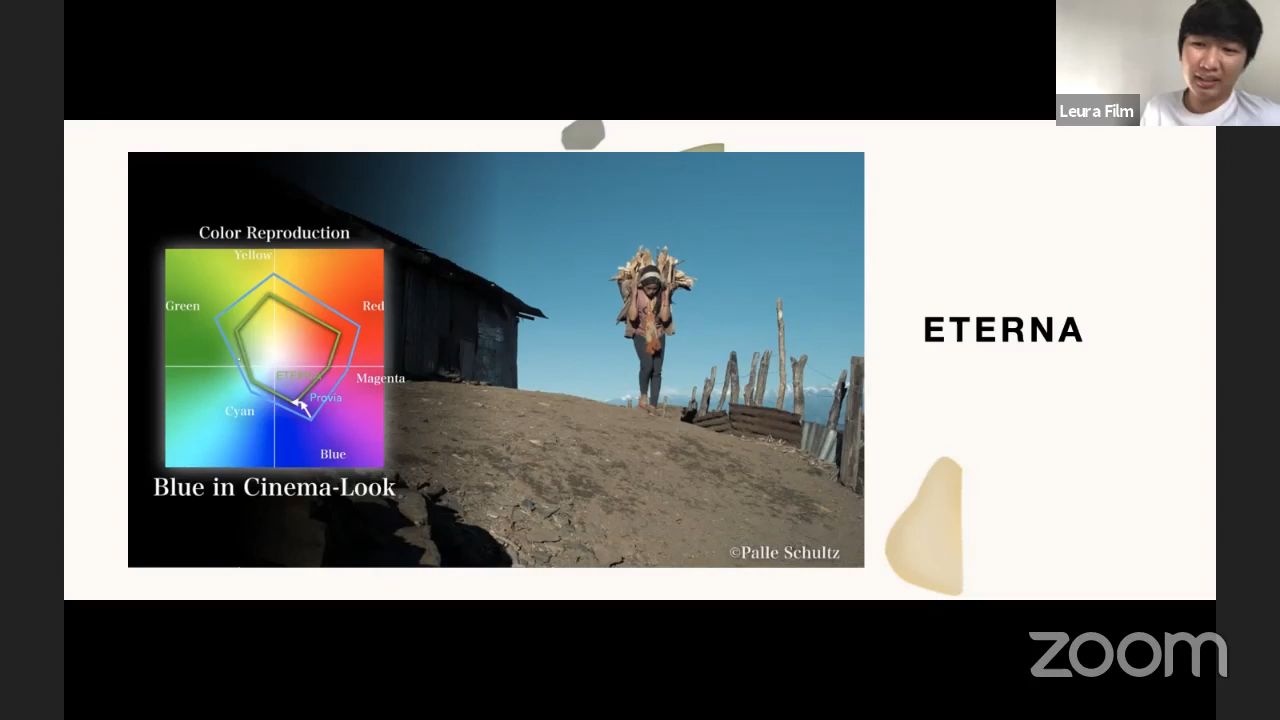 Leura Film
Color Reproduction
Yellow
Green
Red
ETERNA
Magenta
Provia
Cyan
Blue
Blue in Cinema-Look
©Palle Schultz
ETERNA
zoom